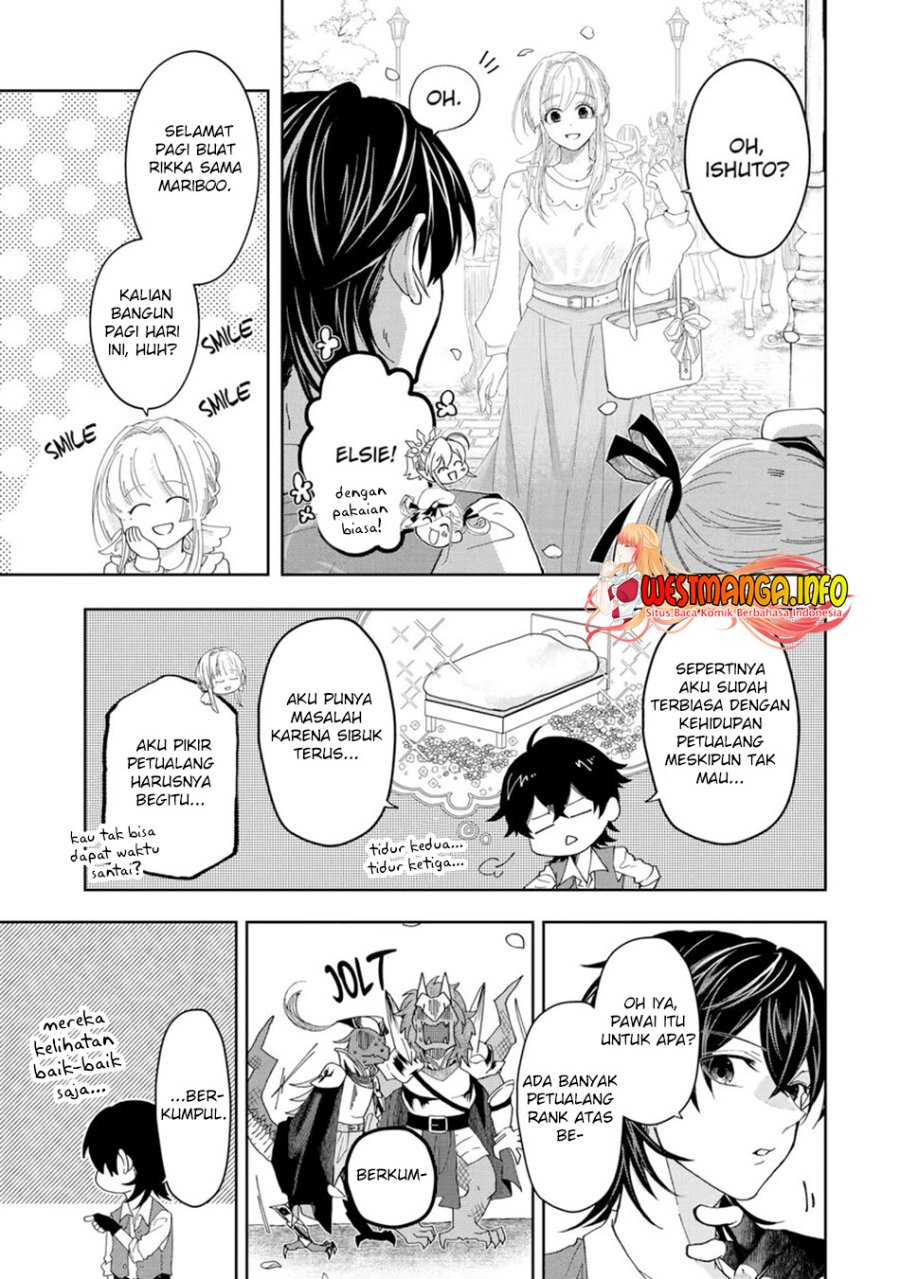 OH,
ISHUTO?
OH.
ELSIE!
dengan
pakaian
biasa!
SELAMAT
PAGI BUAT
RIKKA SAMA
MARIBOO.
KALIAN
BANGUN
PAGI HARI
INI, HUH?
SMILE
SMILE
SMILE
WESTMANGA.INFO
Situs Baca Komik Berbahasa Indonesia
SEPERTINYA
AKU SUDAH
TERBIASA DENGAN
KEHIDUPAN
PETUALANG
MESKIPUN TAK
MAU...
tidur kedua...
tidur ketiga...
AKU PUNYA
MASALAH
KARENA SIBUK
TERUS...
AKU PIKIR
PETUALANG
HARUSNYA
BEGITU...
kau tak bisa
dapat waktu
santai?
OH IYA,
PAWAI ITU
UNTUK APA?
ADA BANYAK
PETUALANG
RANK ATAS
BE-
JOLT
BERKUM-
...BER-
KUMPUL.
mereka
kelihatan
baik-baik
saja...